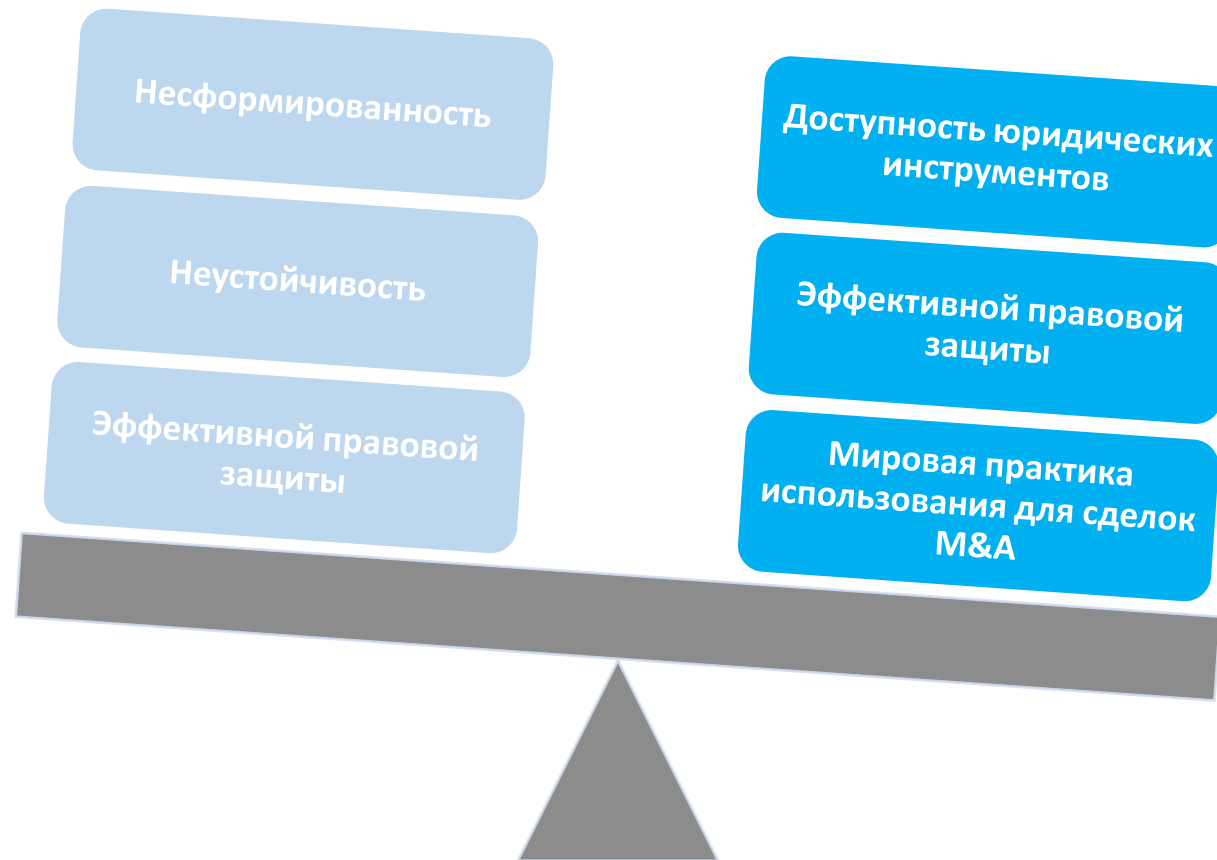 Несформированность
Неустойчивость
Эффективной правовой
защиты
Доступность юридических
инструментов
Эффективной правовой
защиты
Мировая практика
использования для сделок
M&A